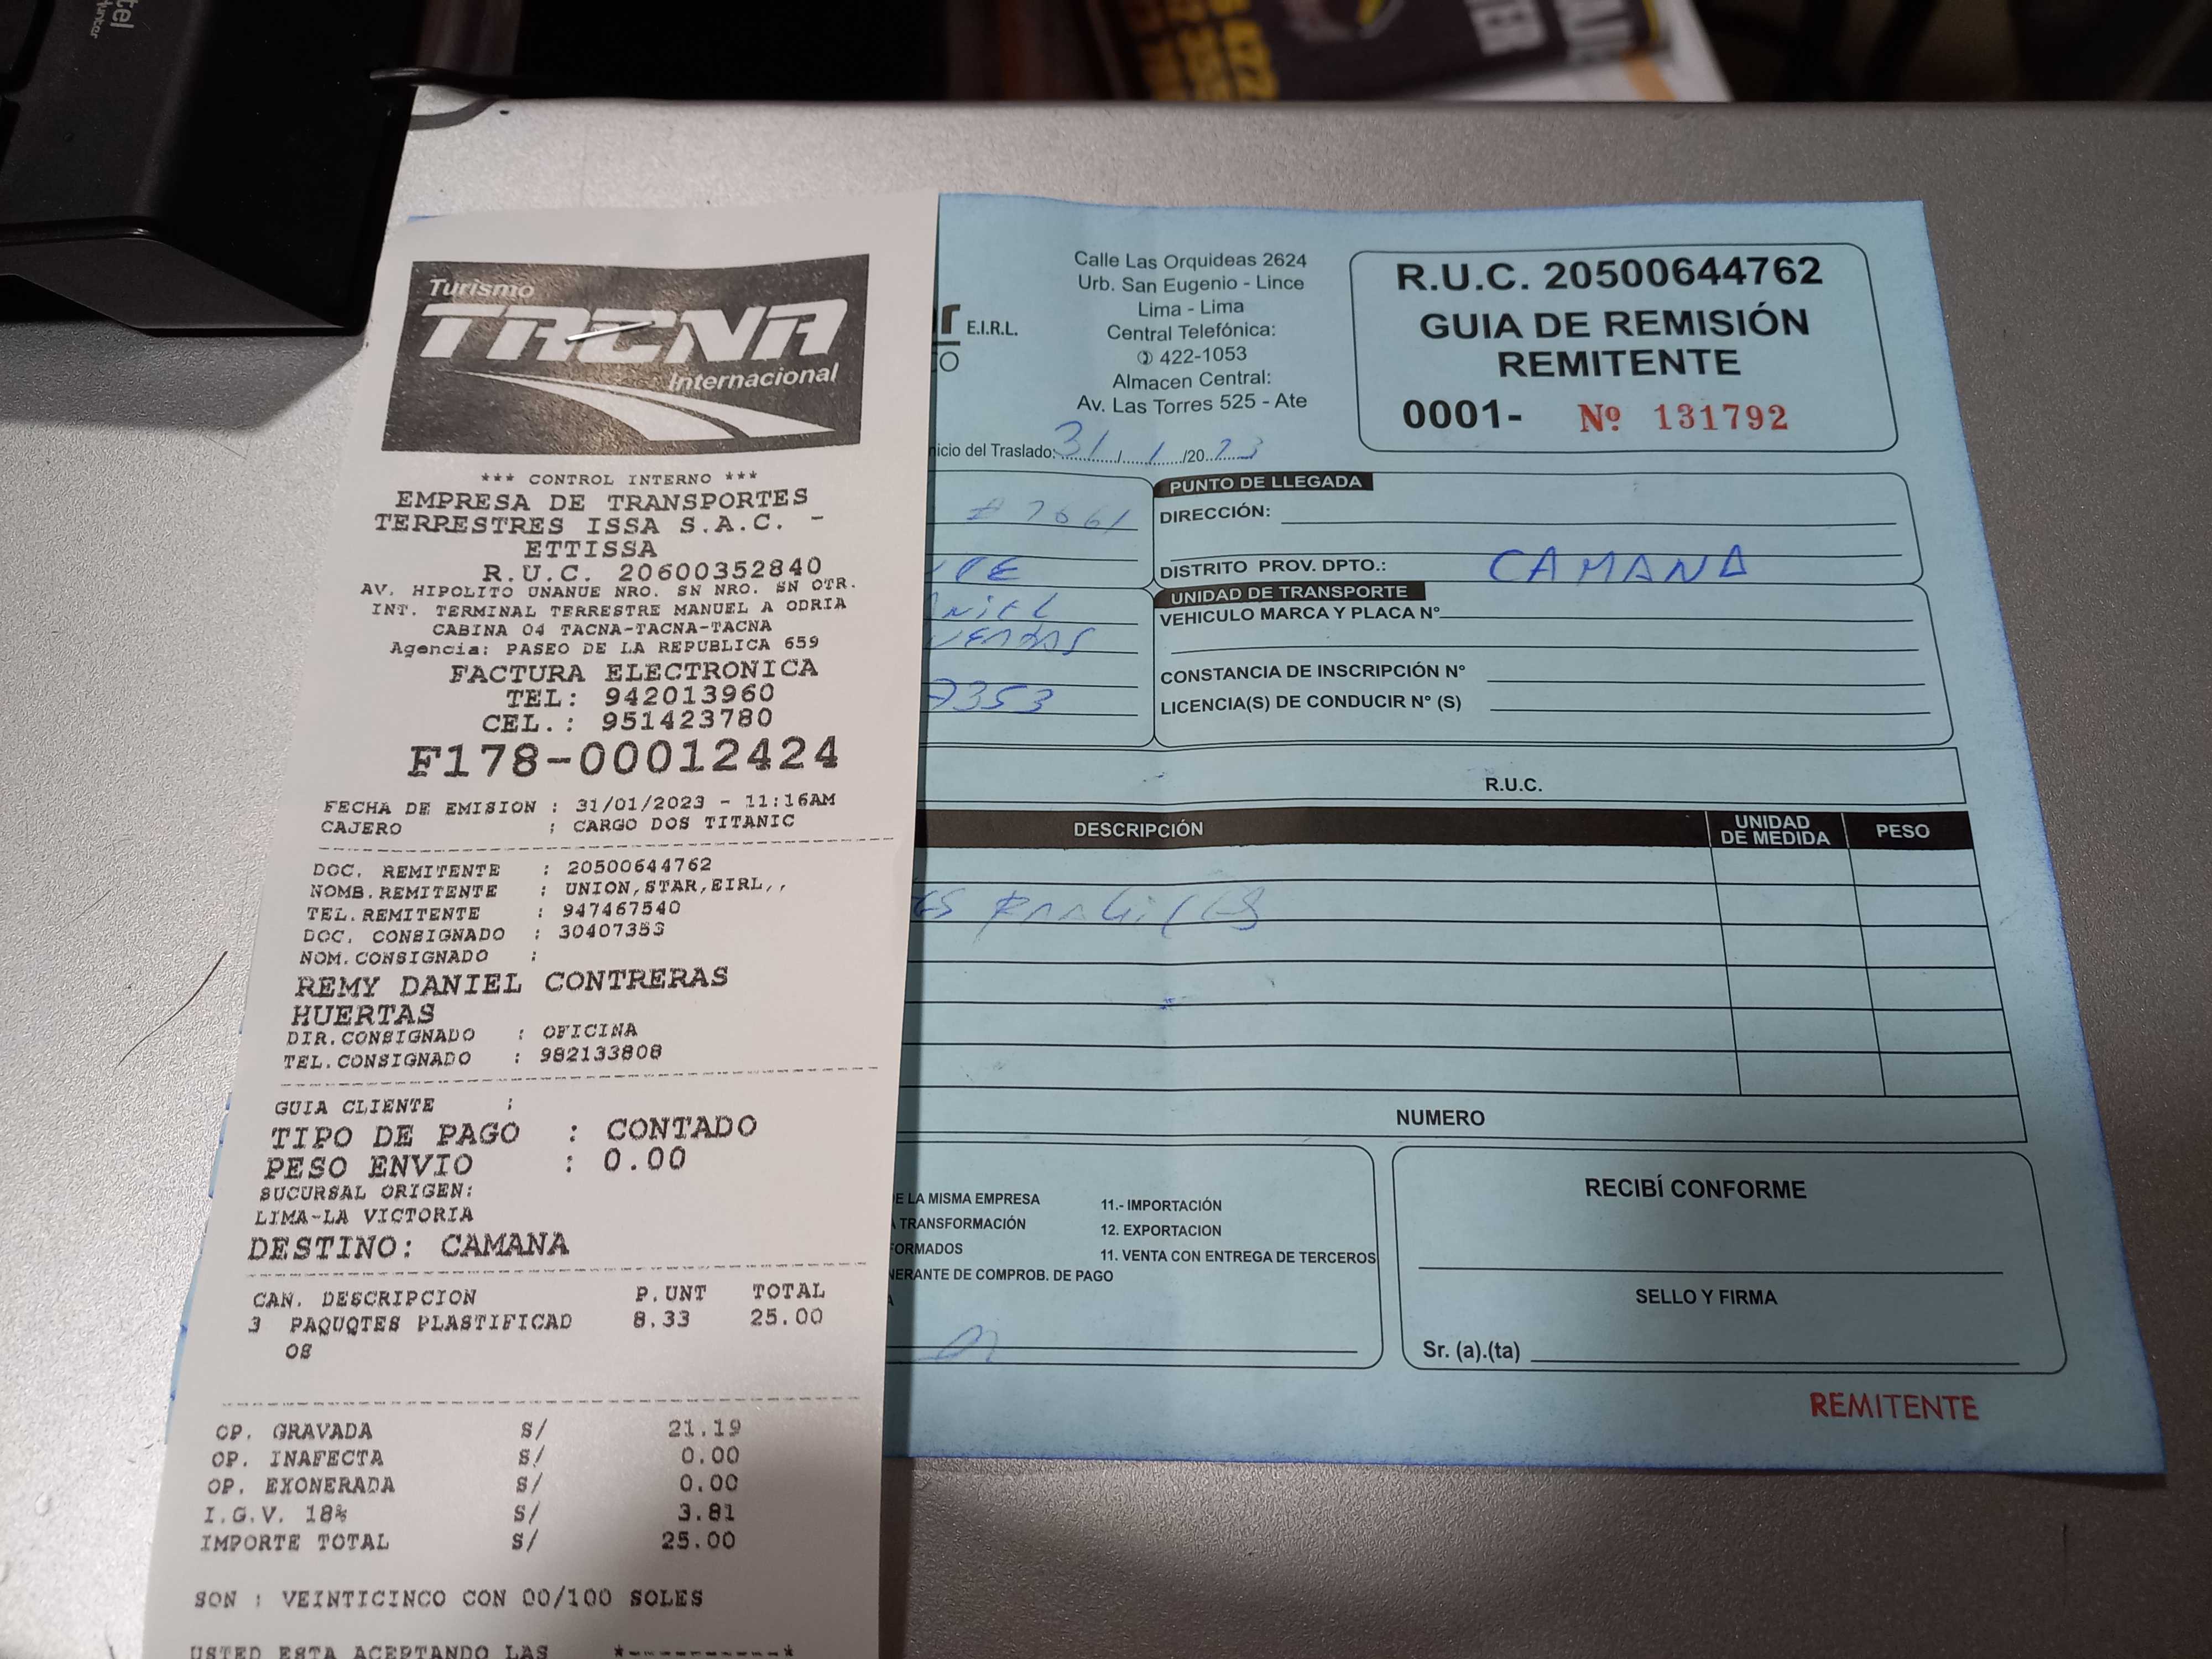 Turismo
TACNA
Internacional
*** CONTROL INTERNO ***
EMPRESA DE TRANSPORTES
TERRESTRES ISSA S.A.C. -
ETTISSA
R.U.C. 20600352840
AV. HIPOLITO UNANUE NRO. SN NRO. SN OTR.
INT. TERMINAL TERRESTRE MANUEL A ODRIA
CABINA 04 TACNA-TACNA-TACNA
Agencia: PASEO DE LA REPUBLICA 659
FACTURA ELECTRONICA
TEL: 942013960
CEL.: 951423780
F178-00012424
FECHA DE EMISION : 31/01/2023 - 11:16AM
CAJERO : CARGO DOS TITANIC
DOC. REMITENTE : 20500644762
NOMB.REMITENTE : UNION,STAR,EIRL,,
TEL.REMITENTE : 947467540
DOC. CONSIGNADO : 30407353
NOM.CONSIGNADO :
REMY DANIEL CONTRERAS
HUERTAS
DIR.CONSIGNADO : OFICINA
TEL.CONSIGNADO : 982133808
GUIA CLIENTE :
TIPO DE PAGO : CONTADO
PESO ENVIO : 0.00
SUCURSAL ORIGEN:
LIMA-LA VICTORIA
DESTINO: CAMANA
CAN. DESCRIPCION P.UNT TOTAL
3 PAQUQTES PLASTIFICAD 8.33 25.00
OS
OP. GRAVADA S/ 21.19
OP. INAFECTA S/ 0.00
OP. EXONERADA S/ 0.00
I.G.V. 18% S/ 3.81
IMPORTE TOTAL S/ 25.00
SON : VEINTICINCO CON 00/100 SOLES
USTED ESTA ACEPTANDO LAS *-----------*
E.I.R.L.
Calle Las Orquideas 2624
Urb. San Eugenio - Lince
Lima - Lima
Central Telefónica:
422-1053
Almacen Central:
Av. Las Torres 525 - Ate
R.U.C. 20500644762
GUIA DE REMISIÓN
REMITENTE
0001- Nº 131792
nicio del Traslado: 31/1/2023
# 7661
PUNTO DE LLEGADA
DIRECCIÓN:
DISTRITO PROV. DPTO.: CAMANA
UNIDAD DE TRANSPORTE
VEHICULO MARCA Y PLACA N°
CONSTANCIA DE INSCRIPCIÓN N°
LICENCIA(S) DE CONDUCIR N° (S)
7353
R.U.C.
DESCRIPCIÓN UNIDAD DE MEDIDA PESO
NUMERO
E LA MISMA EMPRESA
TRANSFORMACIÓN
FORMADOS
NERANTE DE COMPROB. DE PAGO
11.- IMPORTACIÓN
12. EXPORTACION
11. VENTA CON ENTREGA DE TERCEROS
RECIBÍ CONFORME
SELLO Y FIRMA
Sr. (a).(ta)
REMITENTE